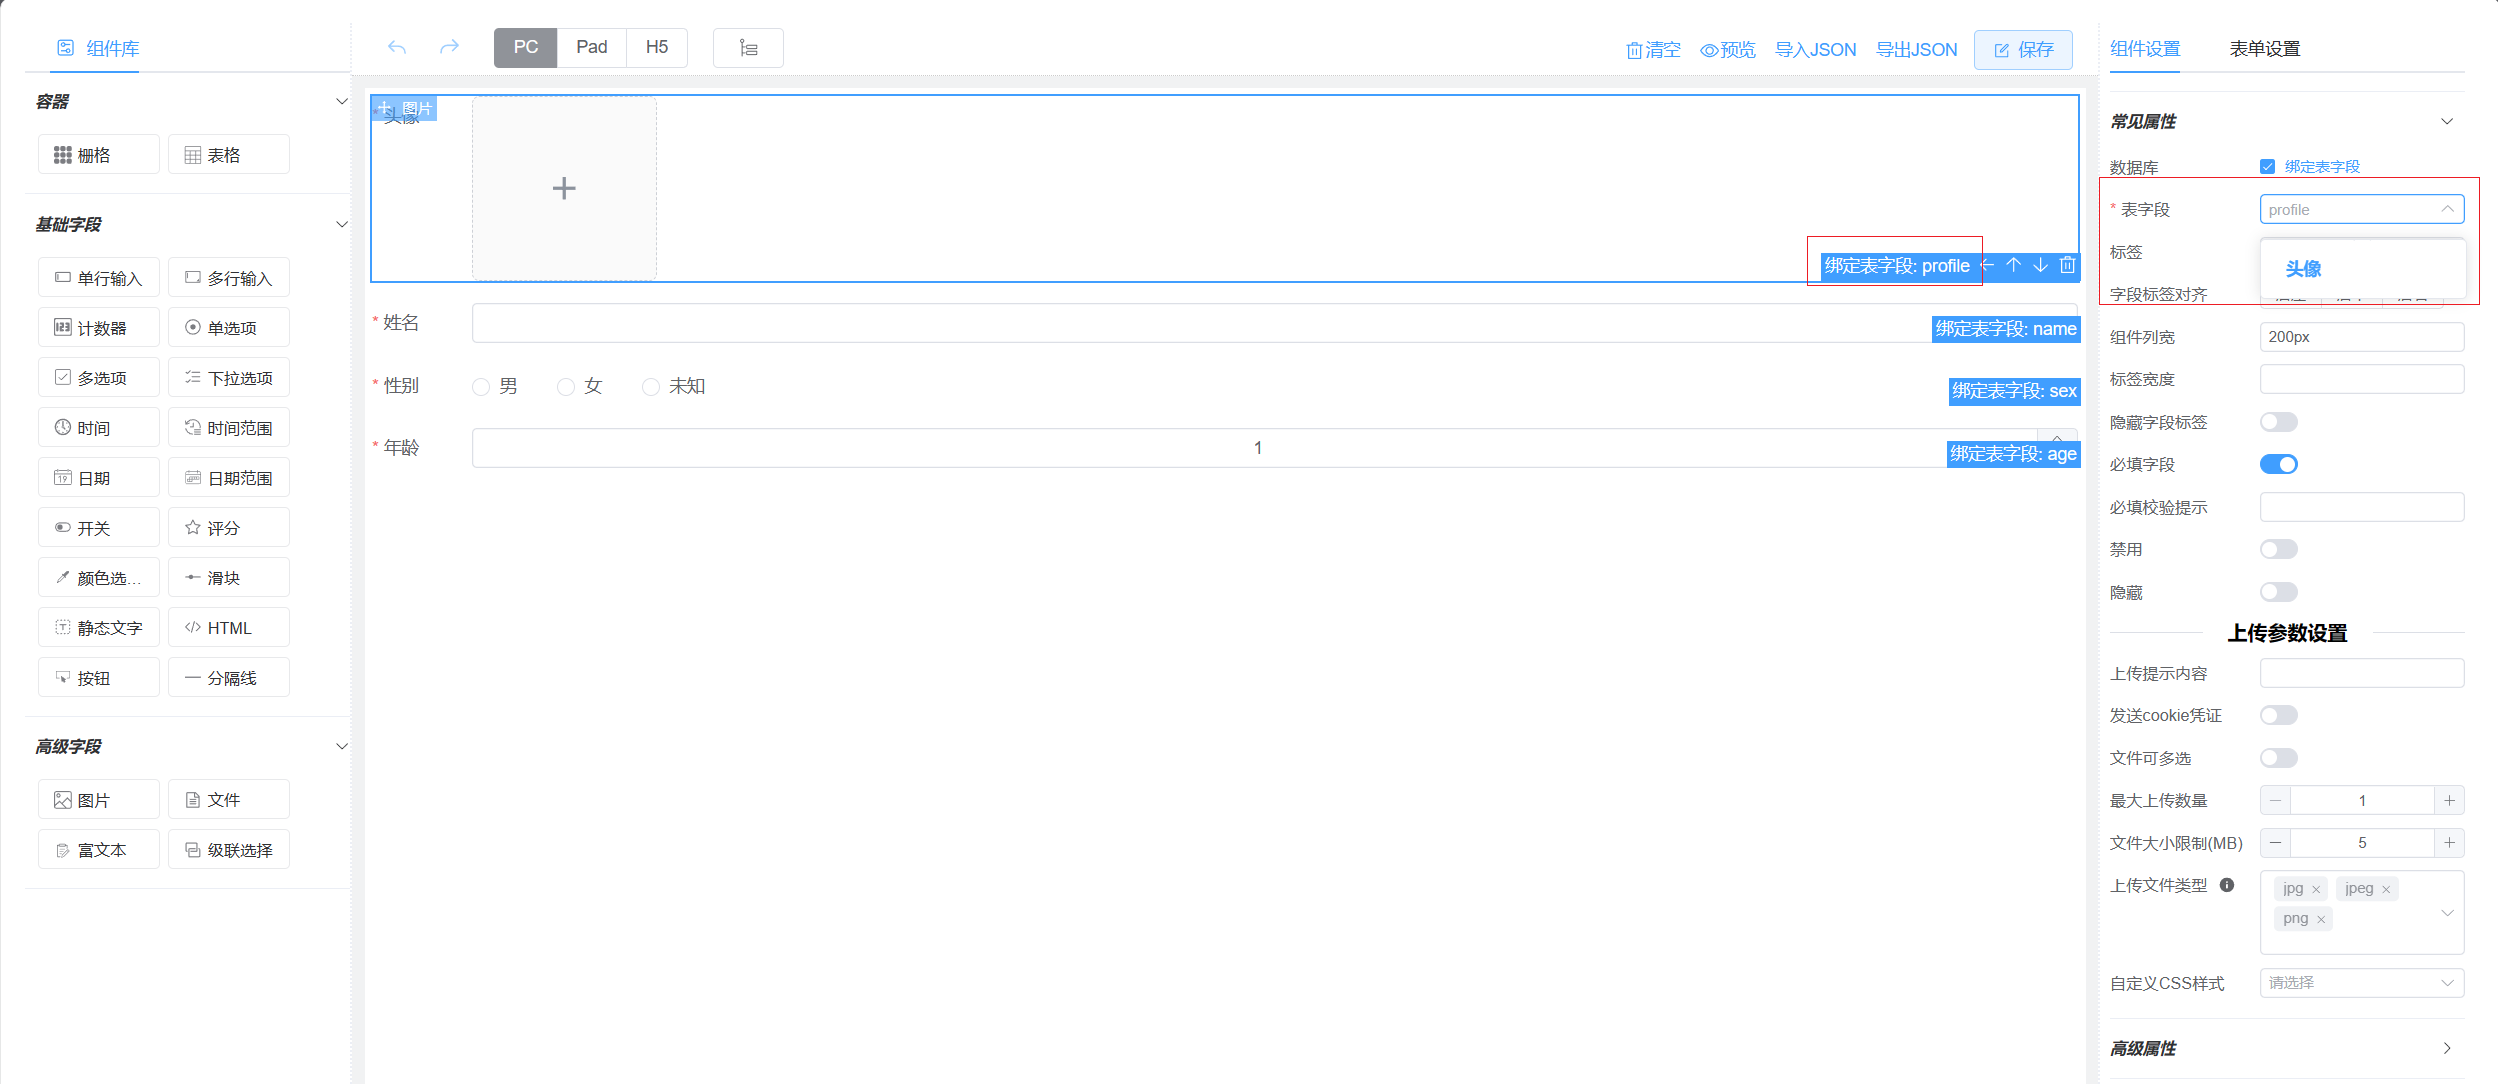 组件库
容器
栅格
表格
基础字段
单行输入
多行输入
计数器
单选项
多选项
下拉选项
时间
时间范围
日期
日期范围
开关
评分
颜色选...
滑块
静态文字
HTML
按钮
分隔线
高级字段
图片
文件
富文本
级联选择
PC
Pad
H5
清空
预览
导入JSON
导出JSON
保存
图片
* 头像
绑定表字段: profile
* 姓名
绑定表字段: name
* 性别
男
女
未知
绑定表字段: sex
* 年龄
1
绑定表字段: age
组件设置
表单设置
常见属性
数据库
绑定表字段
* 表字段
profile
头像
标签
字段标签对齐
组件列宽
200px
标签宽度
隐藏字段标签
必填字段
必填校验提示
禁用
隐藏
上传参数设置
上传提示内容
发送cookie凭证
文件可多选
最大上传数量
1
文件大小限制(MB)
5
上传文件类型
jpg
jpeg
png
自定义CSS样式
请选择
高级属性